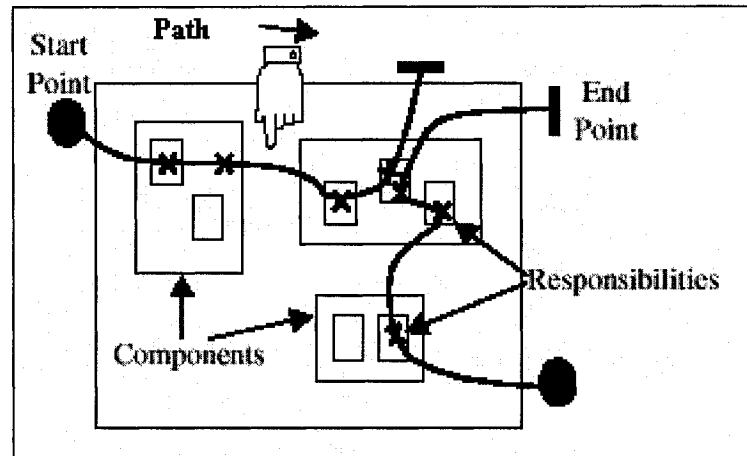 Path
Start
Point
End
Point
Responsibilities
Components